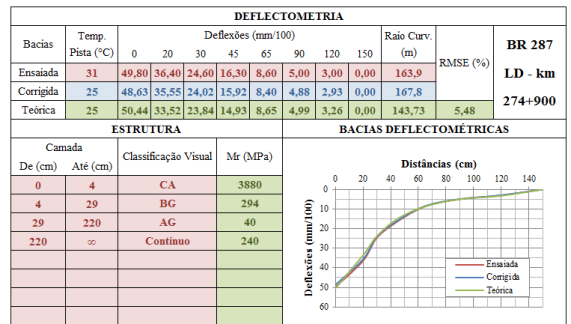 DEFLECTOMETRIA
Bacias Temp. Pista (°C) Deflexões (mm/100) Raio Curv. (m) RMSE (%) BR 287 LD - km 274+900
0 20 30 45 65 90 120 150
Ensaiada 31 49,80 36,40 24,60 16,30 8,60 5,00 3,00 0,00 163,9
Corrigida 25 48,63 35,55 24,02 15,92 8,40 4,88 2,93 0,00 167,8
Teórica 25 50,44 33,52 23,84 14,93 8,65 4,99 3,26 0,00 143,73 5,48
ESTRUTURA BACIAS DEFLECTOMÉTRICAS
Camada Classificação Visual Mr (MPa)
De (cm) Até (cm)
0 4 CA 3880
4 29 BG 294
29 220 AG 40
220 ∞ Contínuo 240
Distâncias (cm)
0 20 40 60 80 100 120 140
Deflexões (mm/100)
0
10
20
30
40
50
60
Ensaiada
Corrigida
Teórica